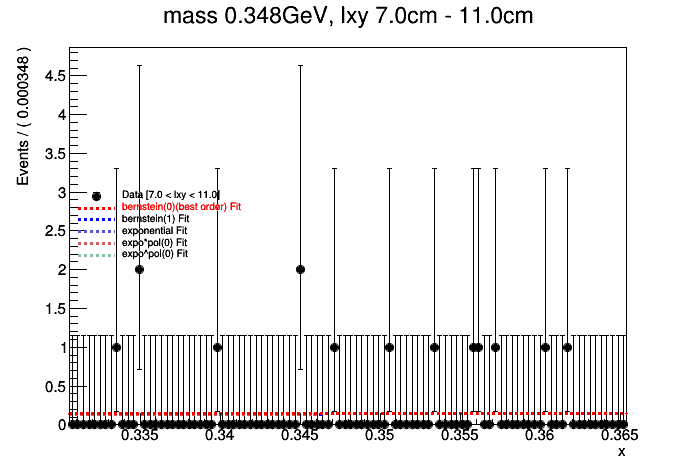 mass 0.348GeV, lxy 7.0cm - 11.0cm
Events / ( 0.000348 )
4.5
4
3.5
3
2.5
2
1.5
1
0.5
0
Data [7.0 < lxy < 11.0]
bernstein(0)(best order) Fit
bernstein(1) Fit
exponential Fit
expo*pol(0) Fit
expo^pol(0) Fit
0.335 0.34 0.345 0.35 0.355 0.36 0.365
x